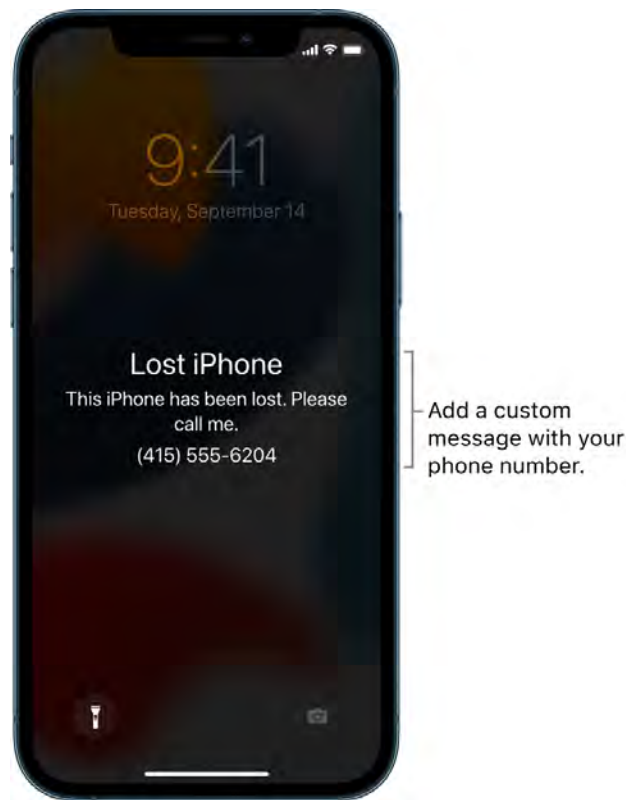 9:41
Tuesday, September 14
Lost iPhone
This iPhone has been lost. Please
call me.
(415) 555-6204
Add a custom
message with your
phone number.